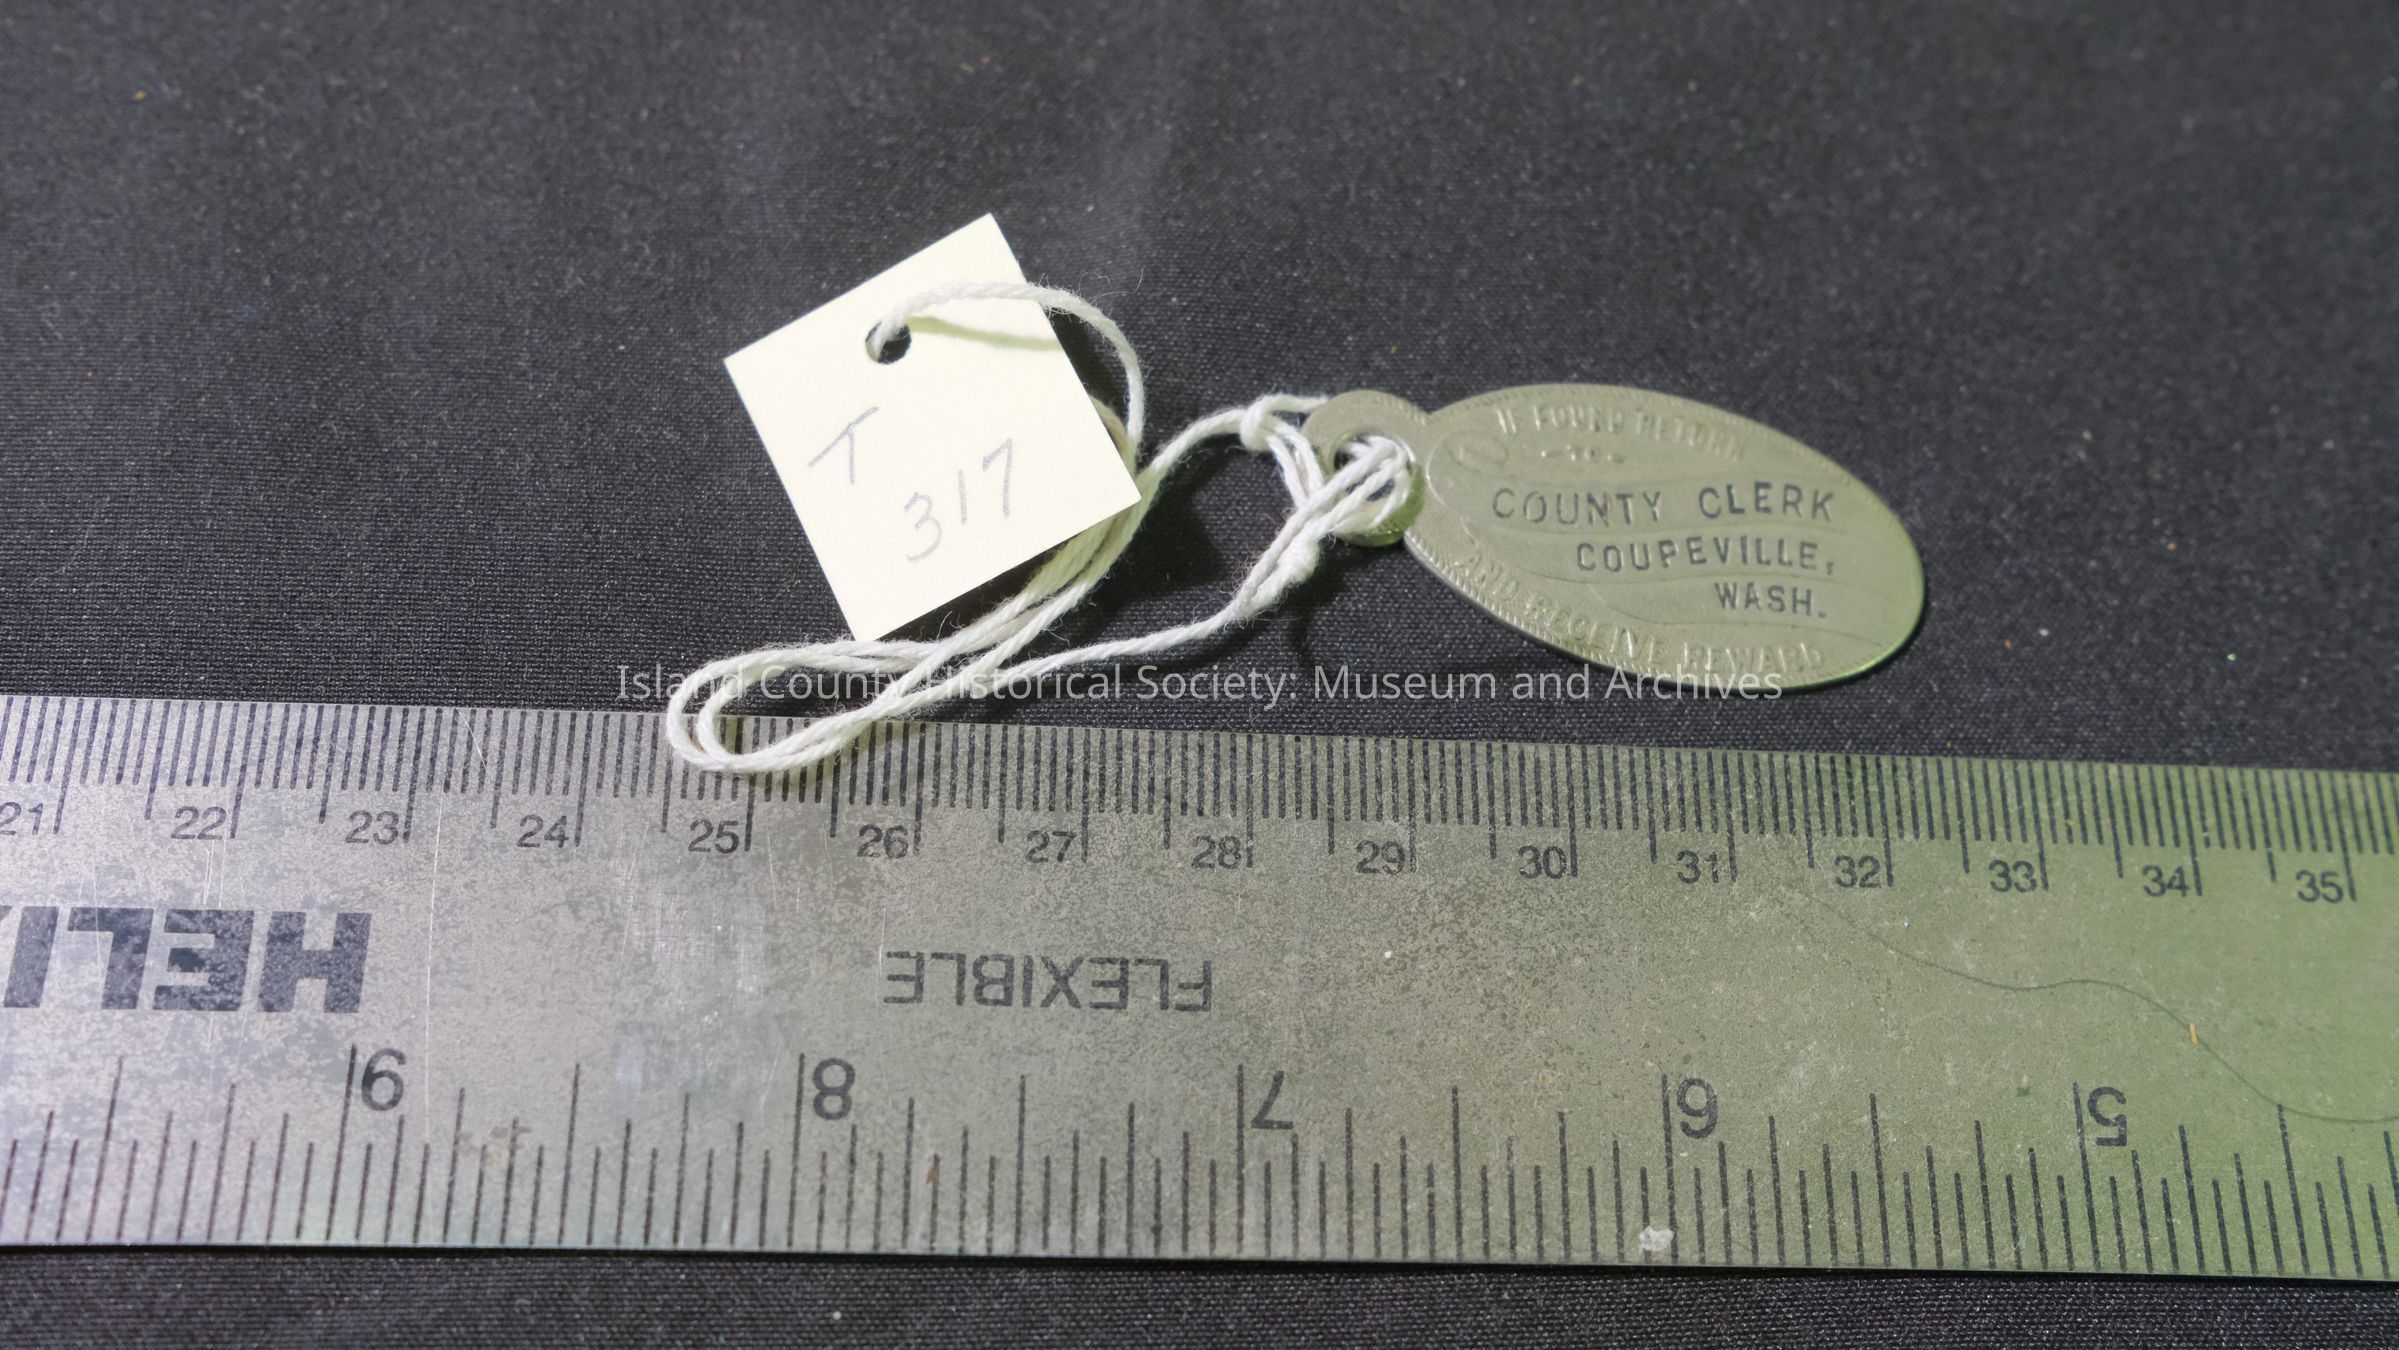 T
317
IF FOUND RETURN
- TO -
COUNTY CLERK
COUPEVILLE,
WASH.
AND RECEIVE REWARD
Island County Historical Society: Museum and Archives
21 22 23 24 25 26 27 28 29 30 31 32 33 34 35
HELI
FLEXIBLE
9 8 7 6 5